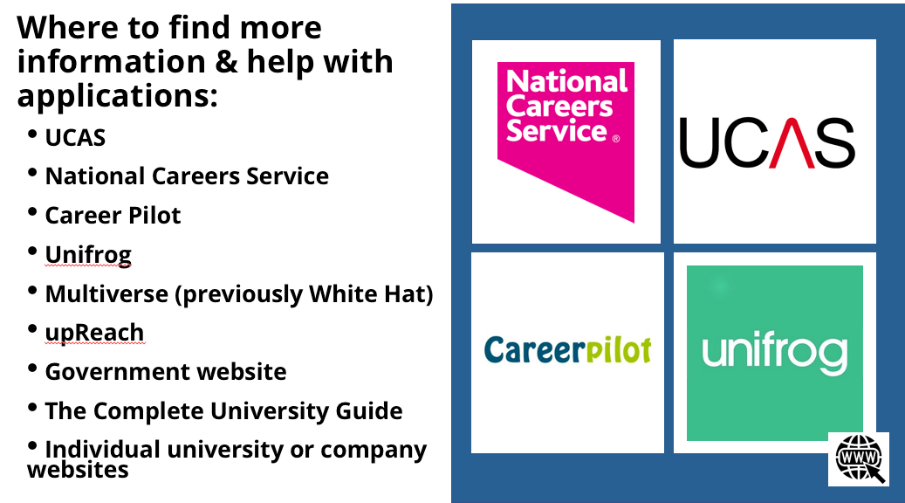 Where to find more
information & help with
applications:
• UCAS
• National Careers Service
• Career Pilot
• Unifrog
• Multiverse (previously White Hat)
• upReach
• Government website
• The Complete University Guide
• Individual university or company
websites
National
Careers
Service ®
UCAS
Careerpilot
unifrog
WWW